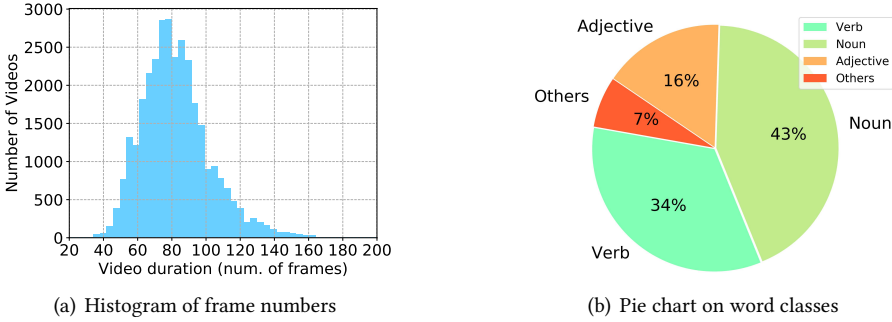 3000
2500
2000
1500
1000
500
0
Number of Videos
20 40 60 80 100 120 140 160 180 200
Video duration (num. of frames)
(a) Histogram of frame numbers
Verb
Noun
Adjective
Others
Adjective
16%
Others
7%
43%
Noun
34%
Verb
(b) Pie chart on word classes